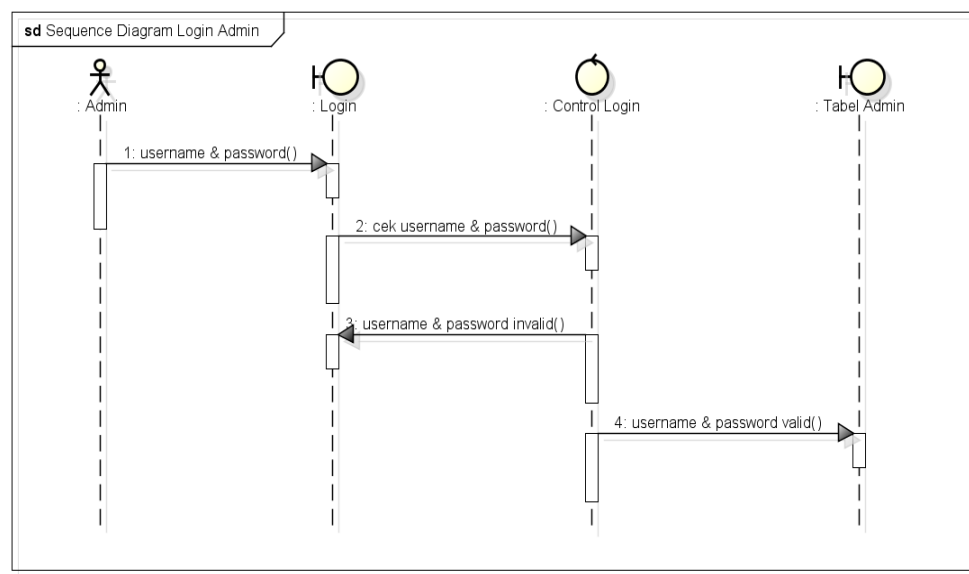 sd Sequence Diagram Login Admin
: Admin
: Login
: Control Login
: Tabel Admin
1: username & password()
2: cek username & password()
3: username & password invalid()
4: username & password valid()